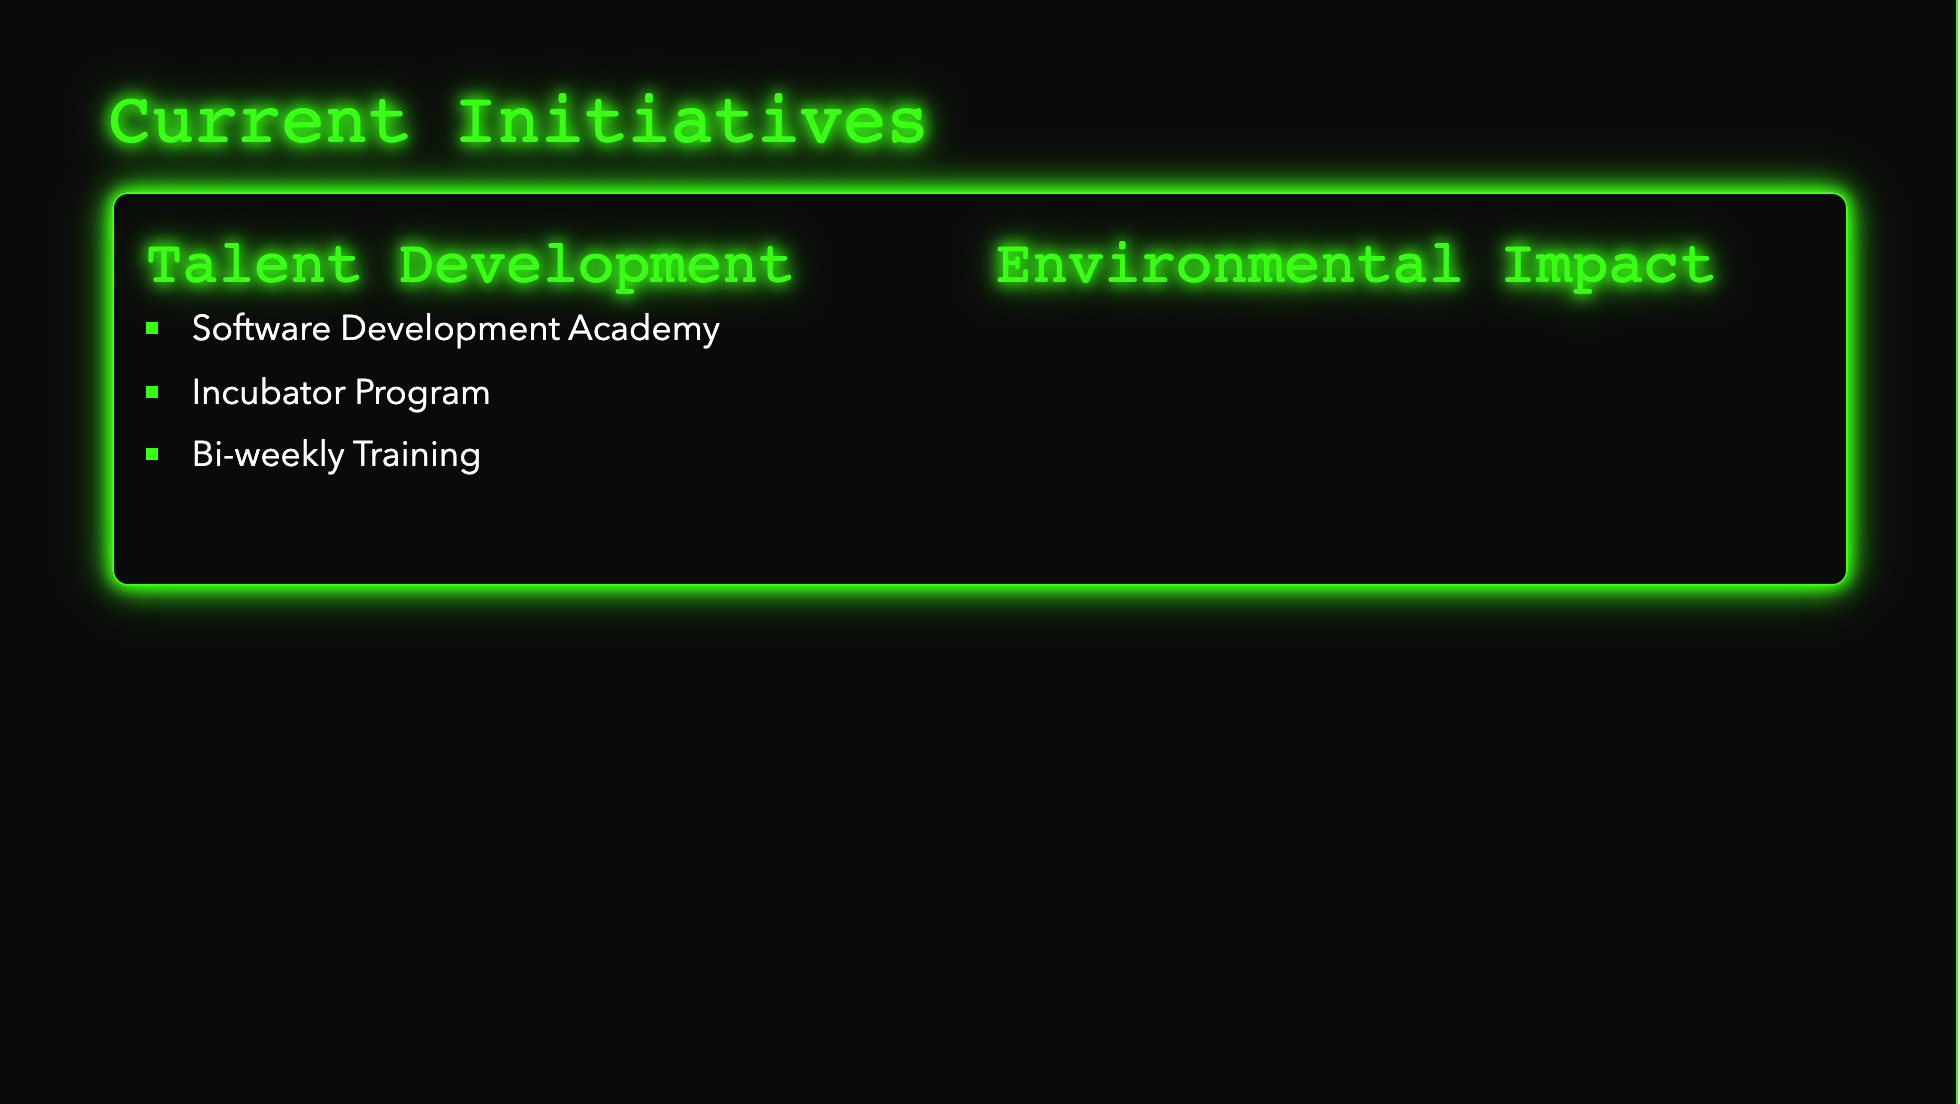 Current Initiatives
Talent Development
Software Development Academy
Incubator Program
Bi-weekly Training
Environmental Impact